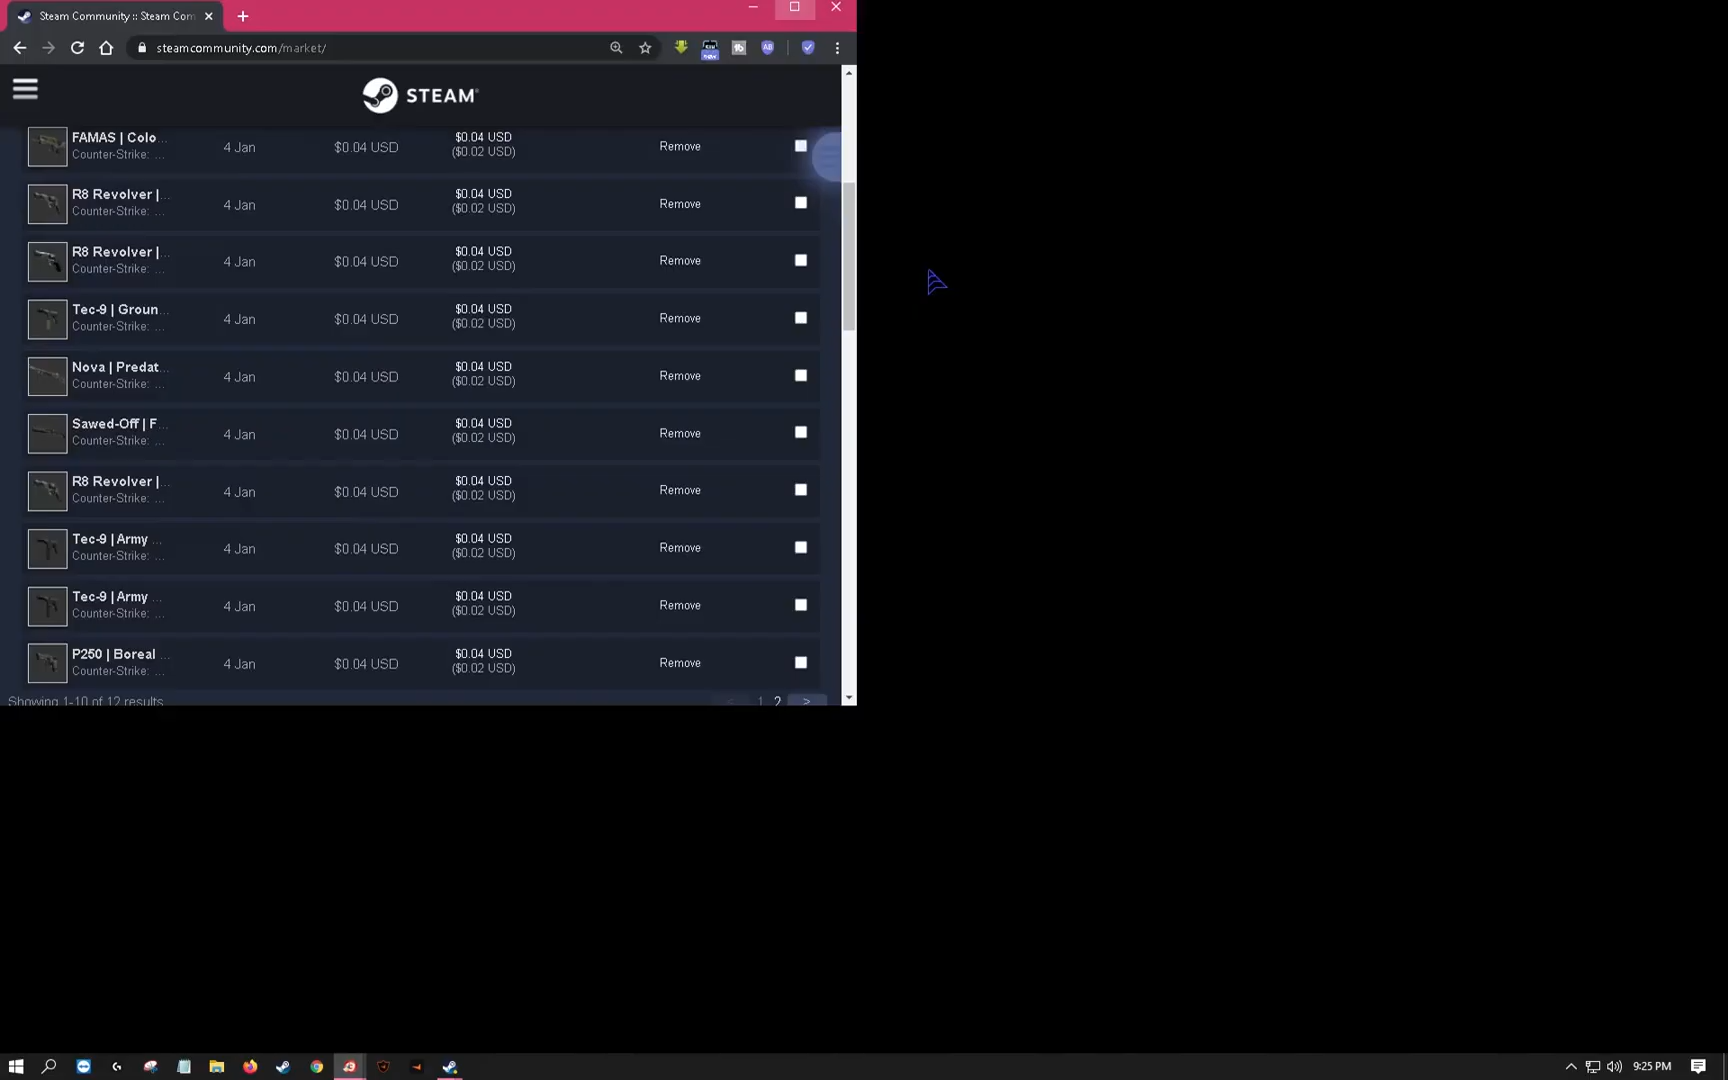 Steam Community :: Steam Com
steamcommunity.com/market/
STEAM®
FAMAS | Colo...
Counter-Strike: ...
4 Jan
$0.04 USD
$0.04 USD
($0.02 USD)
Remove
R8 Revolver |...
Counter-Strike: ...
4 Jan
$0.04 USD
$0.04 USD
($0.02 USD)
Remove
R8 Revolver |...
Counter-Strike: ...
4 Jan
$0.04 USD
$0.04 USD
($0.02 USD)
Remove
Tec-9 | Groun...
Counter-Strike: ...
4 Jan
$0.04 USD
$0.04 USD
($0.02 USD)
Remove
Nova | Predat...
Counter-Strike: ...
4 Jan
$0.04 USD
$0.04 USD
($0.02 USD)
Remove
Sawed-Off | F...
Counter-Strike: ...
4 Jan
$0.04 USD
$0.04 USD
($0.02 USD)
Remove
R8 Revolver |...
Counter-Strike: ...
4 Jan
$0.04 USD
$0.04 USD
($0.02 USD)
Remove
Tec-9 | Army ...
Counter-Strike: ...
4 Jan
$0.04 USD
$0.04 USD
($0.02 USD)
Remove
Tec-9 | Army ...
Counter-Strike: ...
4 Jan
$0.04 USD
$0.04 USD
($0.02 USD)
Remove
P250 | Boreal ...
Counter-Strike: ...
4 Jan
$0.04 USD
$0.04 USD
($0.02 USD)
Remove
Showing 1-10 of 12 results
< 1 2 >
9:25 PM